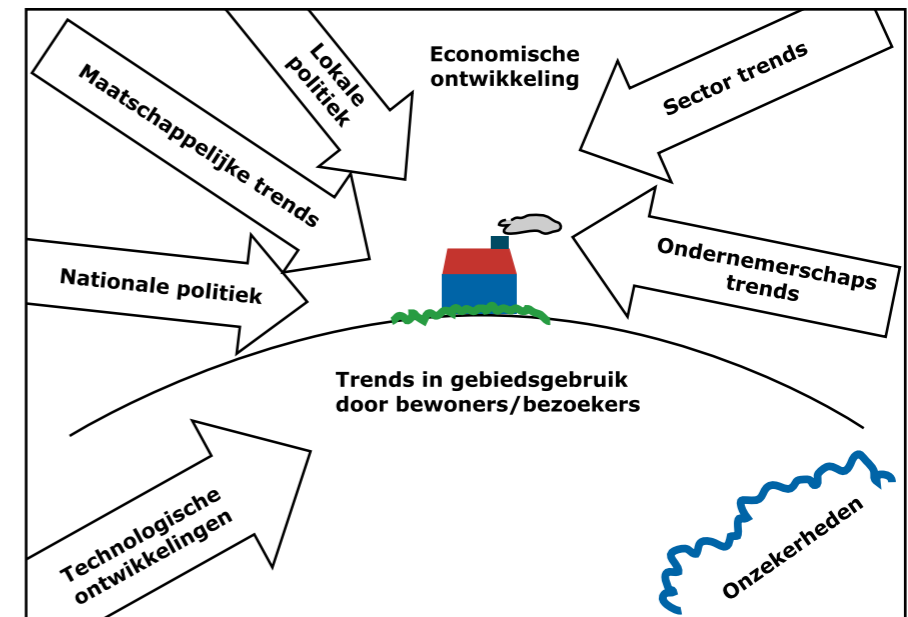 Lokale
politiek
Economische
ontwikkeling
Sector trends
Maatschappelijke trends
Nationale politiek
Ondernemerschaps
trends
Trends in gebiedsgebruik
door bewoners/bezoekers
Technologische
ontwikkelingen
Onzekerheden